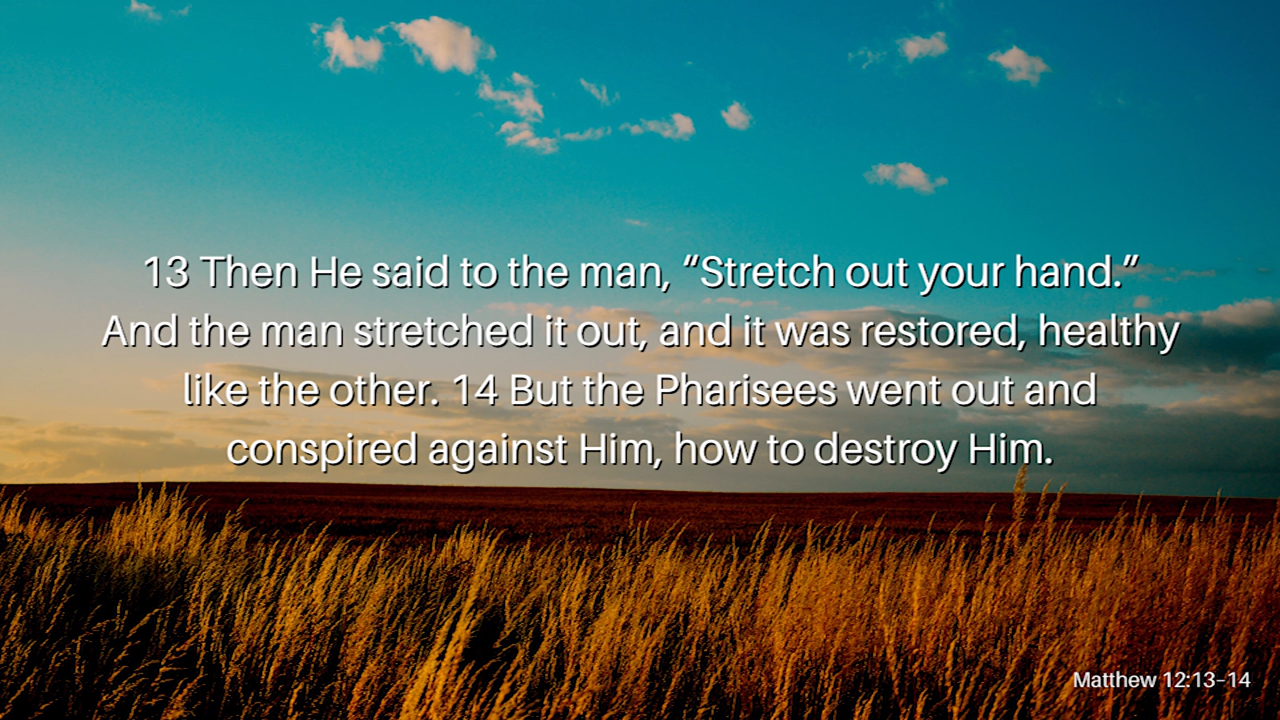 13 Then He said to the man, “Stretch out your hand.”
And the man stretched it out, and it was restored, healthy
like the other. 14 But the Pharisees went out and
conspired against Him, how to destroy Him.
Matthew 12:13–14